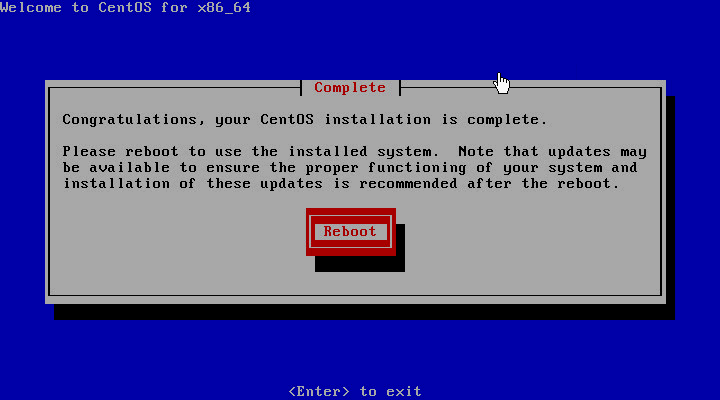 Welcome to CentOS for x86_64
Complete
Congratulations, your CentOS installation is complete.
Please reboot to use the installed system.  Note that updates may
be available to ensure the proper functioning of your system and
installation of these updates is recommended after the reboot.
Reboot
<Enter> to exit